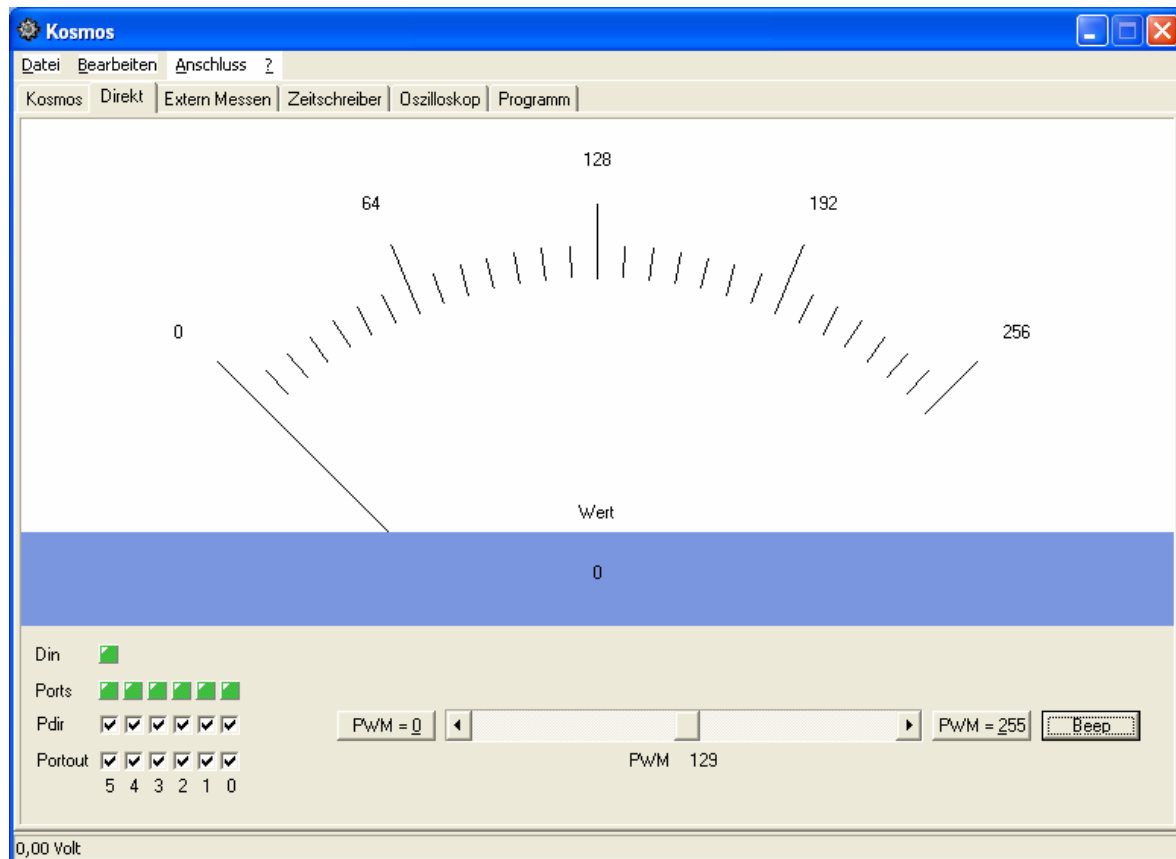 Kosmos
Datei Bearbeiten Anschluss ?
Kosmos Direkt Extern Messen Zeitschreiber Oszilloskop Programm
128
64 192
0 256
Wert
0
Din
Ports
Pdir PWM = 0 PWM = 255 Beep
Portout PWM 129
5 4 3 2 1 0
0,00 Volt